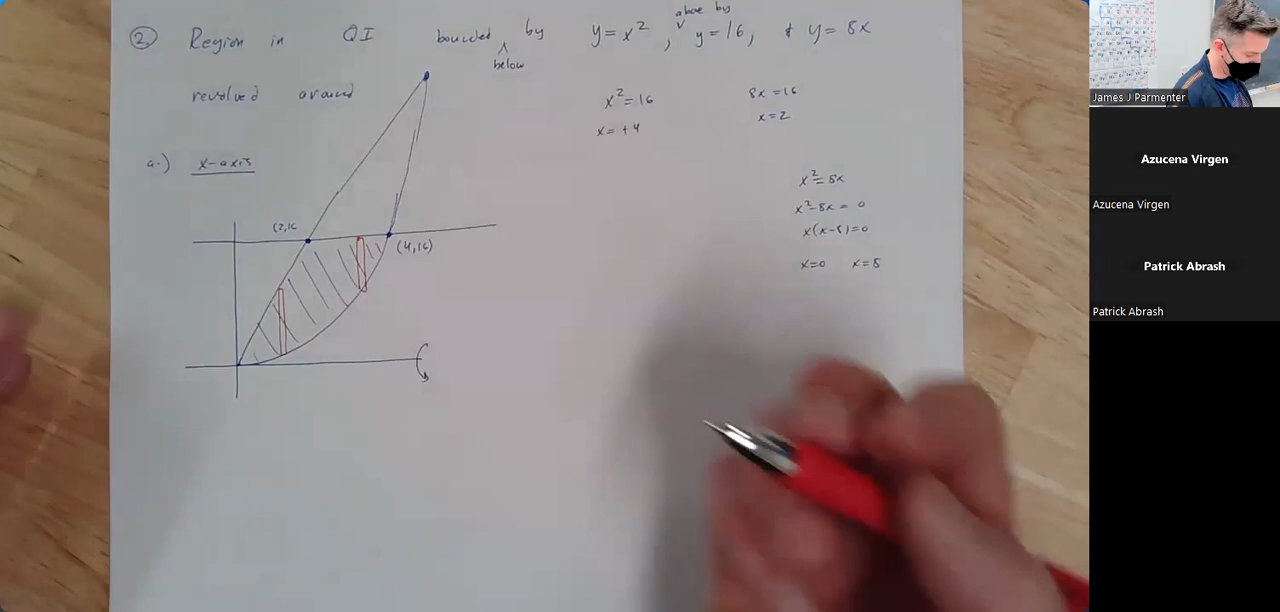 ② Region in QI bounded below by y = x², above by y = 16, & y = 8x
revolved around
a.) x-axis
x² = 16
x = +4
8x = 16
x = 2
x² = 8x
x² - 8x = 0
x(x-8) = 0
x=0 x=8
(2,16
(4,16)
James J Parmenter
Azucena Virgen
Azucena Virgen
Patrick Abrash
Patrick Abrash